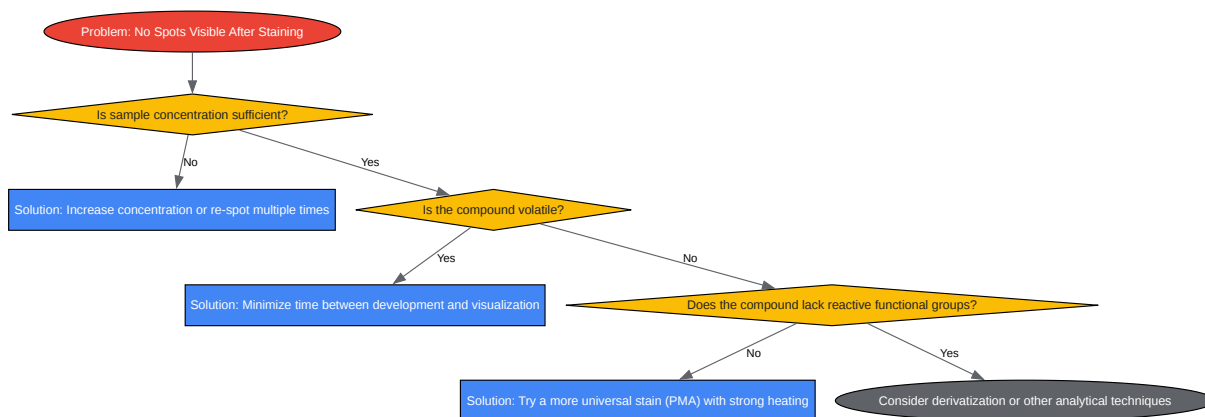 Problem: No Spots Visible After Staining
Is sample concentration sufficient?
No
Yes
Solution: Increase concentration or re-spot multiple times
Is the compound volatile?
Yes
No
Solution: Minimize time between development and visualization
Does the compound lack reactive functional groups?
No
Yes
Solution: Try a more universal stain (PMA) with strong heating
Consider derivatization or other analytical techniques